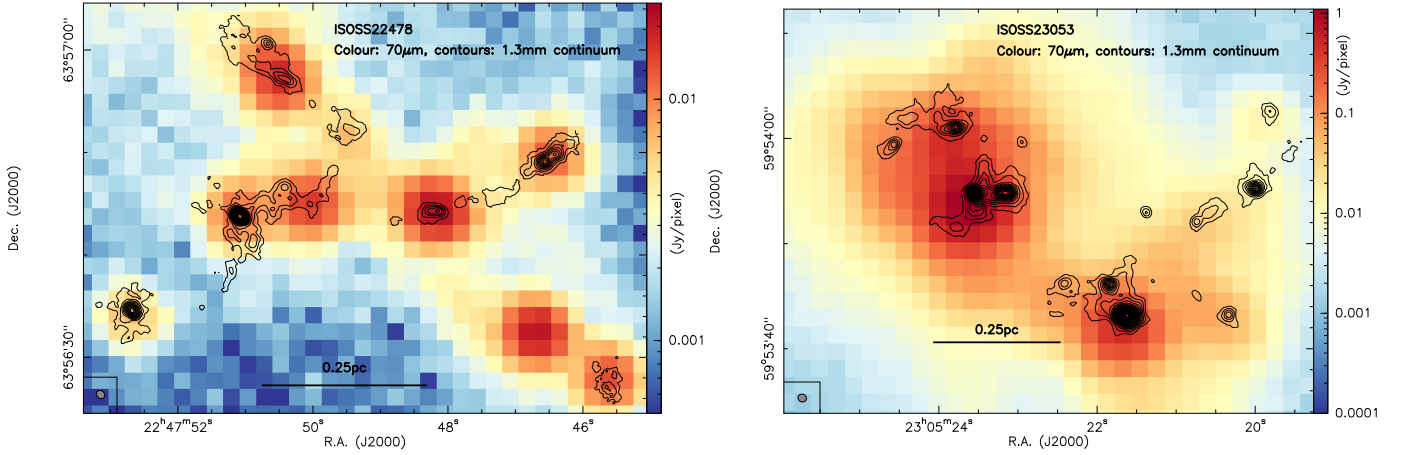 ISOSS22478
Colour: 70μm, contours: 1.3mm continuum
63°57'00"
63°56'30"
Dec. (J2000)
0.25pc
22ʰ47ᵐ52ˢ
50ˢ
48ˢ
46ˢ
R.A. (J2000)
0.01
0.001
(Jy/pixel)
ISOSS23053
Colour: 70μm, contours: 1.3mm continuum
59°54'00"
59°53'40"
Dec. (J2000)
0.25pc
23ʰ05ᵐ24ˢ
22ˢ
20ˢ
R.A. (J2000)
1
0.1
0.01
0.001
0.0001
(Jy/pixel)